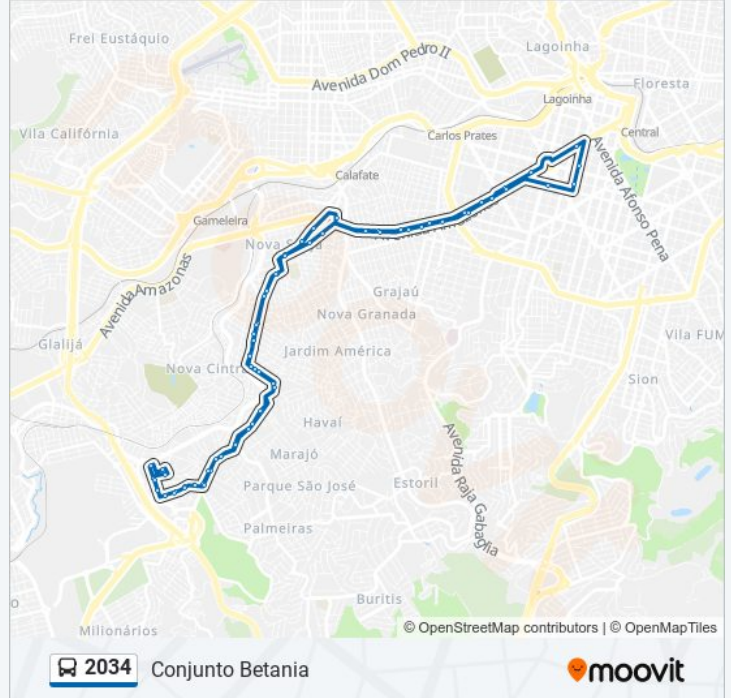 Frei Eustáquio
Lagoinha
Avenida Dom Pedro II
Floresta
Lagoinha
Vila Califórnia
Carlos Prates
Central
Calafate
Avenida Afonso Pena
Gameleira
Nova S
Avenida Amazonas
Grajaú
Nova Granada
Vila FUM
Glalijá
Jardim América
Nova Cintra
Sion
Havaí
Avenida Raja Gabaglia
Marajó
Parque São José
Estoril
Palmeiras
Buritis
o
Milionários
© OpenStreetMap contributors | © OpenMapTiles
2034 Conjunto Betania
moovit